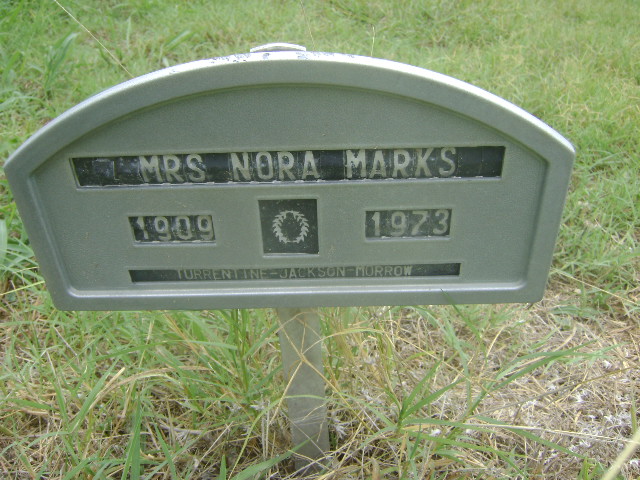 MRS NORA MARKS
1909 1973
TURRENTINE-JACKSON-MORROW